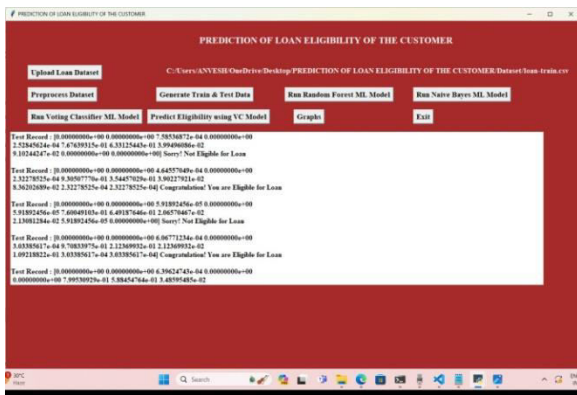 PREDICTION OF LOAN ELIGIBILITY OF THE CUSTOMER
PREDICTION OF LOAN ELIGIBILITY OF THE CUSTOMER
Upload Loan Dataset
C:/Users/ANVESH/OneDrive/Desktop/PREDICTION OF LOAN ELIGIBILITY OF THE CUSTOMER/Dataset/loan-train.csv
Preprocess Dataset
Generate Train & Test Data
Run Random Forest ML Model
Run Naive Bayes ML Model
Run Voting Classifier ML Model
Predict Eligibility using VC Model
Graphs
Exit
Test Record : [0.00000000e+00 0.00000000e+00 7.58536872e-04 0.00000000e+00
2.52845624e-04 7.67639315e-01 6.33125443e-01 3.99496086e-02
9.10244247e-02 0.00000000e+00 0.00000000e+00] Sorry! Not Eligible for Loan
Test Record : [0.00000000e+00 0.00000000e+00 4.64557049e-04 0.00000000e+00
2.32278525e-04 9.30507770e-01 3.54457029e-01 3.90227921e-02
8.36202689e-02 2.32278525e-04 2.32278525e-04] Congratulation! You are Eligible for Loan
Test Record : [0.00000000e+00 0.00000000e+00 5.91892456e-05 0.00000000e+00
5.91892456e-05 7.60049103e-01 6.49187646e-01 2.06570467e-02
2.13081284e-02 5.91892456e-05 0.00000000e+00] Sorry! Not Eligible for Loan
Test Record : [0.00000000e+00 0.00000000e+00 6.06771234e-04 0.00000000e+00
3.03385617e-04 9.70833975e-01 2.12369932e-01 2.12369932e-02
1.09218822e-01 3.03385617e-04 3.03385617e-04] Congratulation! You are Eligible for Loan
Test Record : [0.00000000e+00 0.00000000e+00 6.39624743e-04 0.00000000e+00
0.00000000e+00 7.99530929e-01 5.88454764e-01 3.48595485e-02
30°C
Haze
Search